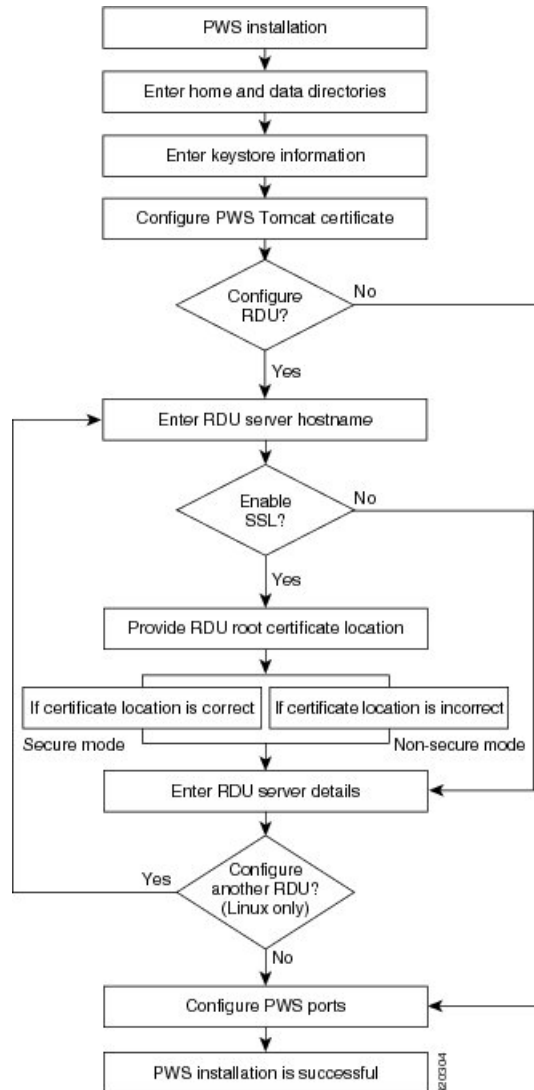 PWS installation
Enter home and data directories
Enter keystore information
Configure PWS Tomcat certificate
Configure
RDU?
No
Yes
Enter RDU server hostname
Enable
SSL?
No
Yes
Provide RDU root certificate location
If certificate location is correct
If certificate location is incorrect
Secure mode
Non-secure mode
Enter RDU server details
Configure
another RDU?
(Linux only)
Yes
No
Configure PWS ports
PWS installation is successful